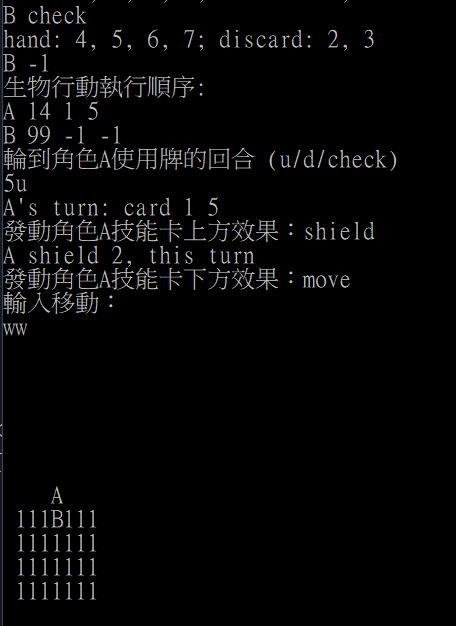 B check
hand: 4, 5, 6, 7; discard: 2, 3
B -1
生物行動執行順序:
A 14 1 5
B 99 -1 -1
輪到角色A使用牌的回合 (u/d/check)
5u
A's turn: card 1 5
發動角色A技能卡上方效果：shield
A shield 2, this turn
發動角色A技能卡下方效果：move
輸入移動：
ww
A
111B111
1111111
1111111
1111111